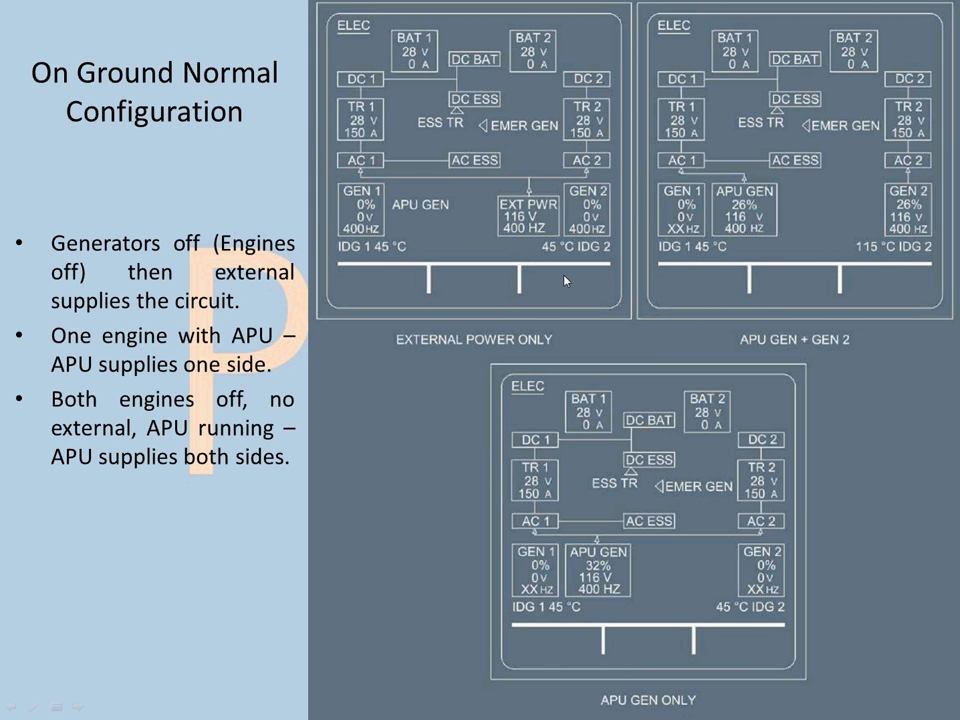 On Ground Normal
Configuration
• Generators off (Engines
off) then external
supplies the circuit.
• One engine with APU –
APU supplies one side.
• Both engines off, no
external, APU running –
APU supplies both sides.
ELEC
BAT 1
28 V
0 A
DC BAT
BAT 2
28 V
0 A
DC 1
DC 2
DC ESS
TR 1
28 V
150 A
ESS TR
EMER GEN
TR 2
28 V
150 A
AC 1
AC ESS
AC 2
GEN 1
0%
0 V
400 HZ
APU GEN
EXT PWR
116 V
400 HZ
GEN 2
0%
0 V
400 HZ
IDG 1 45 °C
45 °C IDG 2
EXTERNAL POWER ONLY
ELEC
BAT 1
28 V
0 A
DC BAT
BAT 2
28 V
0 A
DC 1
DC 2
DC ESS
TR 1
28 V
150 A
ESS TR
EMER GEN
TR 2
28 V
150 A
AC 1
AC ESS
AC 2
GEN 1
0%
0 V
XX HZ
APU GEN
26%
116 V
400 HZ
GEN 2
26%
116 V
400 HZ
IDG 1 45 °C
115 °C IDG 2
APU GEN + GEN 2
ELEC
BAT 1
28 V
0 A
DC BAT
BAT 2
28 V
0 A
DC 1
DC 2
DC ESS
TR 1
28 V
150 A
ESS TR
EMER GEN
TR 2
28 V
150 A
AC 1
AC ESS
AC 2
GEN 1
0%
0 V
XX HZ
APU GEN
32%
116 V
400 HZ
GEN 2
0%
0 V
XX HZ
IDG 1 45 °C
45 °C IDG 2
APU GEN ONLY
P